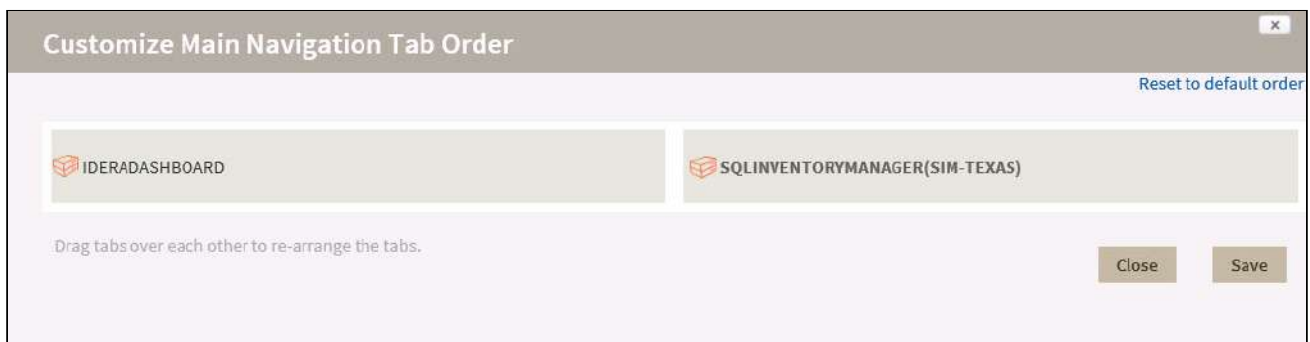 Customize Main Navigation Tab Order
x
Reset to default order
IDERADASHBOARD
SQLINVENTORYMANAGER(SIM-TEXAS)
Drag tabs over each other to re-arrange the tabs.
Close
Save